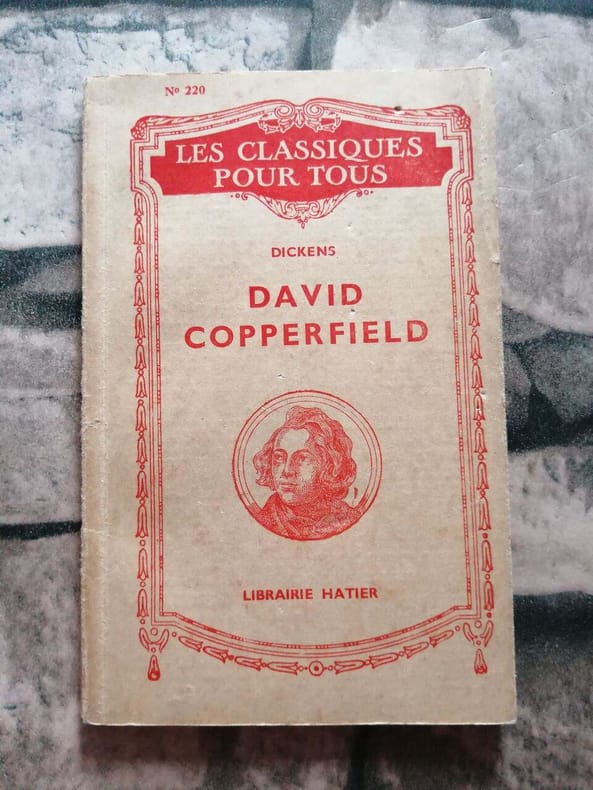 Nº 220
LES CLASSIQUES
POUR TOUS
DICKENS
DAVID
COPPERFIELD
LIBRAIRIE HATIER